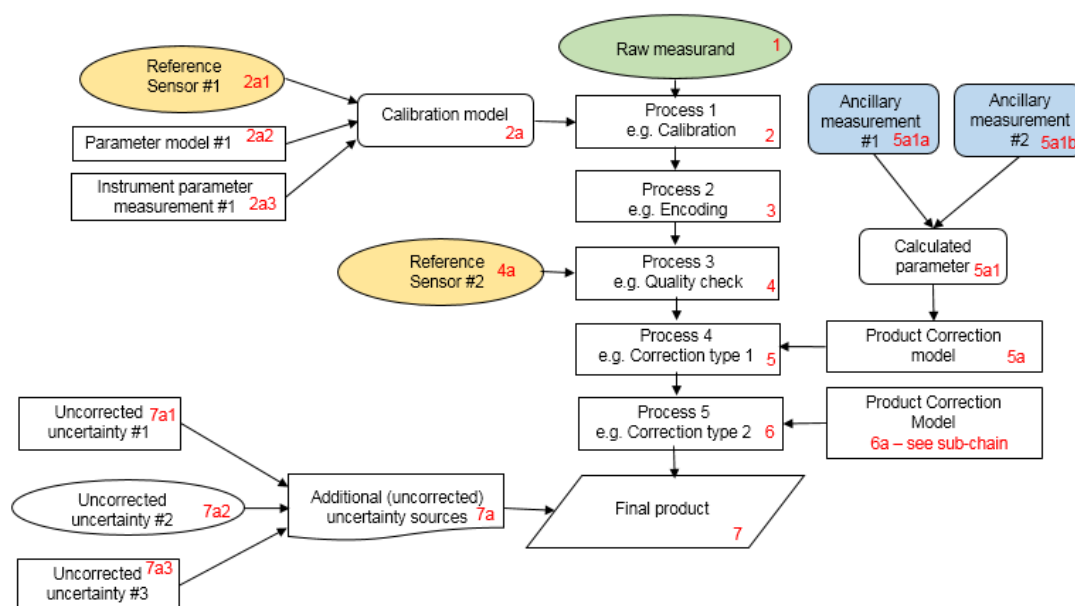 Raw measurand 1
Reference
Sensor #1 2a1
Parameter model #1 2a2
Instrument parameter
measurement #1 2a3
Calibration model
2a
Process 1
e.g. Calibration 2
Ancillary
measurement
#1 5a1a
Ancillary
measurement
#2 5a1b
Process 2
e.g. Encoding 3
Reference
Sensor #2 4a
Process 3
e.g. Quality check 4
Calculated
parameter 5a1
Process 4
e.g. Correction type 1 5
Product Correction
model 5a
Process 5
e.g. Correction type 2 6
Product Correction
Model
6a – see sub-chain
Uncorrected 7a1
uncertainty #1
Uncorrected
uncertainty #2 7a2
Uncorrected 7a3
uncertainty #3
Additional (uncorrected)
uncertainty sources 7a
Final product
7